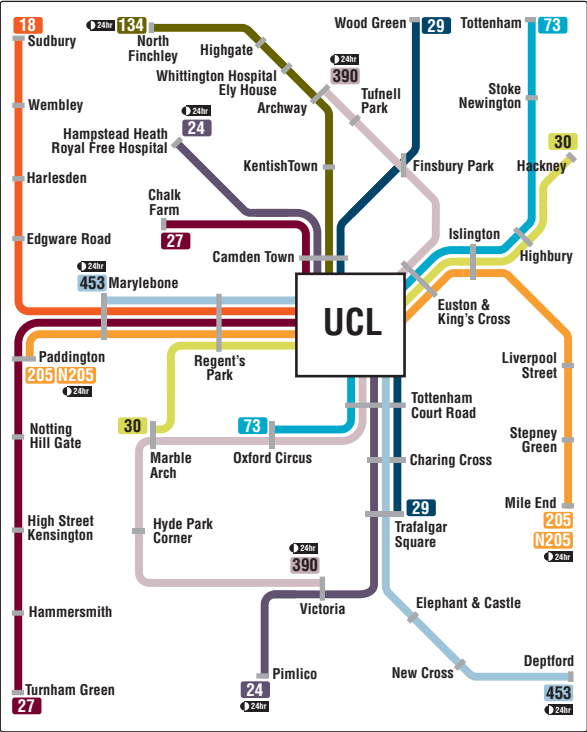 18
Sudbury
24hr
134
North
Finchley
Wood Green
29
Tottenham
73
Highgate
Whittington Hospital
Ely House
Archway
24hr
390
Tufnell
Park
Stoke
Newington
24hr
24
Hampstead Heath
Royal Free Hospital
Wembley
KentishTown
Finsbury Park
30
Hackney
Harlesden
Chalk
Farm
27
Islington
Highbury
Edgware Road
Camden Town
24hr
453
Marylebone
UCL
Euston &
King's Cross
Paddington
205
N205
24hr
Regent's
Park
Liverpool
Street
Notting
Hill Gate
30
Marble
Arch
73
Oxford Circus
Tottenham
Court Road
Stepney
Green
Charing Cross
High Street
Kensington
Hyde Park
Corner
29
Trafalgar
Square
Mile End
205
N205
24hr
24hr
390
Victoria
Hammersmith
Elephant & Castle
Turnham Green
27
Pimlico
24
24hr
New Cross
Deptford
453
24hr